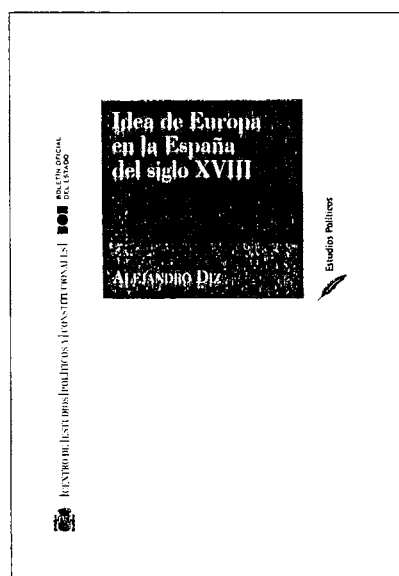 Idea de Europa
en la España
del siglo XVIII
ALEJANDRO DIZ
Estudios Políticos
BOE BOLETÍN OFICIAL
DEL ESTADO
CENTRO DE ESTUDIOS POLÍTICOS Y CONSTITUCIONALES